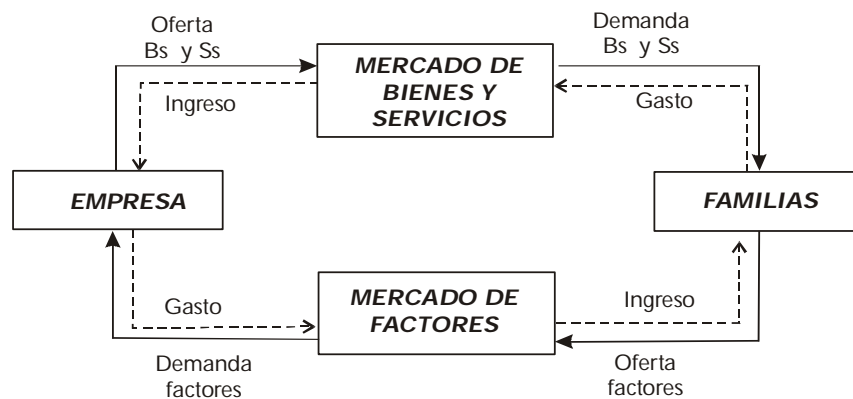 Oferta
Bs y Ss
Demanda
Bs y Ss
MERCADO DE
BIENES Y
SERVICIOS
Ingreso
Gasto
EMPRESA
FAMILIAS
MERCADO DE
FACTORES
Gasto
Ingreso
Demanda
factores
Oferta
factores